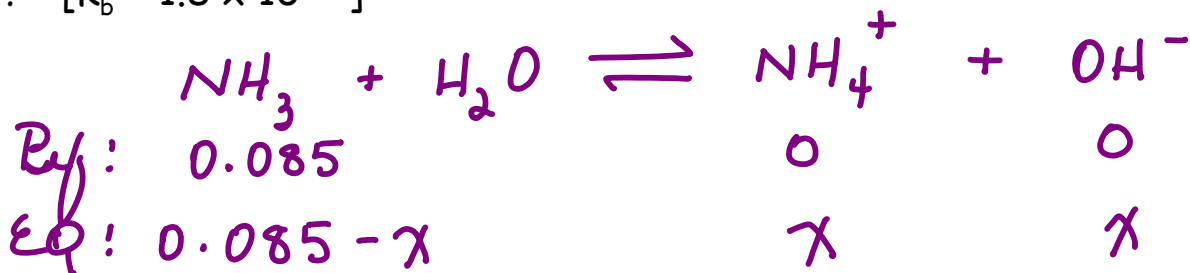 NH₃ + H₂O ⇌ NH₄⁺ + OH⁻
0.085 0 0
EQ: 0.085 - x x x